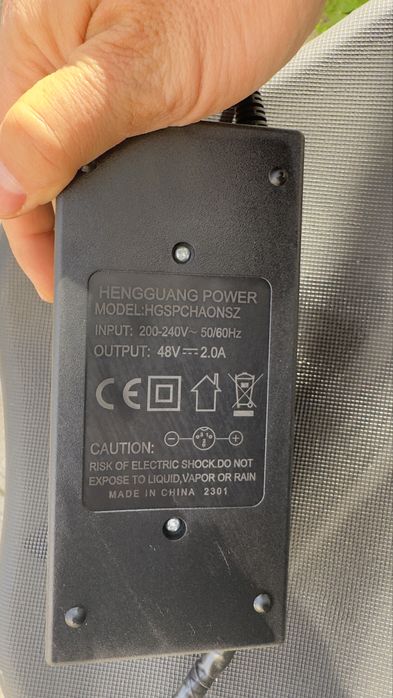 HENGGUANG POWER
MODEL:HGSPCHAONSZ
INPUT: 200-240V~ 50/60Hz
OUTPUT: 48V⎓2.0A
CE
CAUTION:
RISK OF ELECTRIC SHOCK.DO NOT
EXPOSE TO LIQUID,VAPOR OR RAIN
MADE IN CHINA 2301